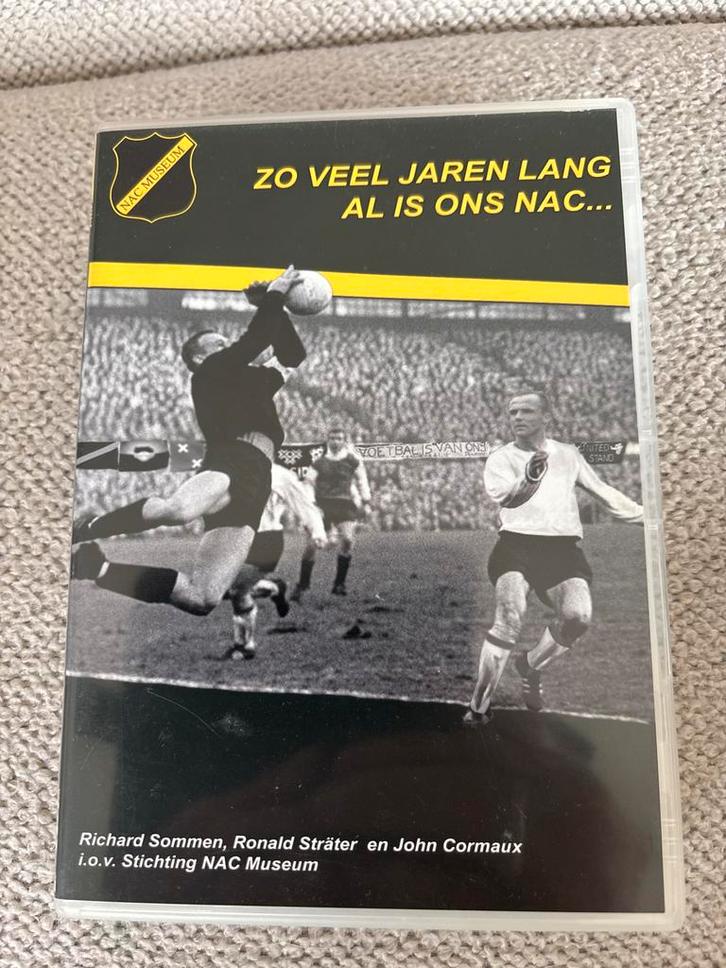 NAC MUSEUM
ZO VEEL JAREN LANG
AL IS ONS NAC...
VOETBAL IS VAN ONS
UNITED
STAND
Richard Sommen, Ronald Sträter en John Cormaux
i.o.v. Stichting NAC Museum